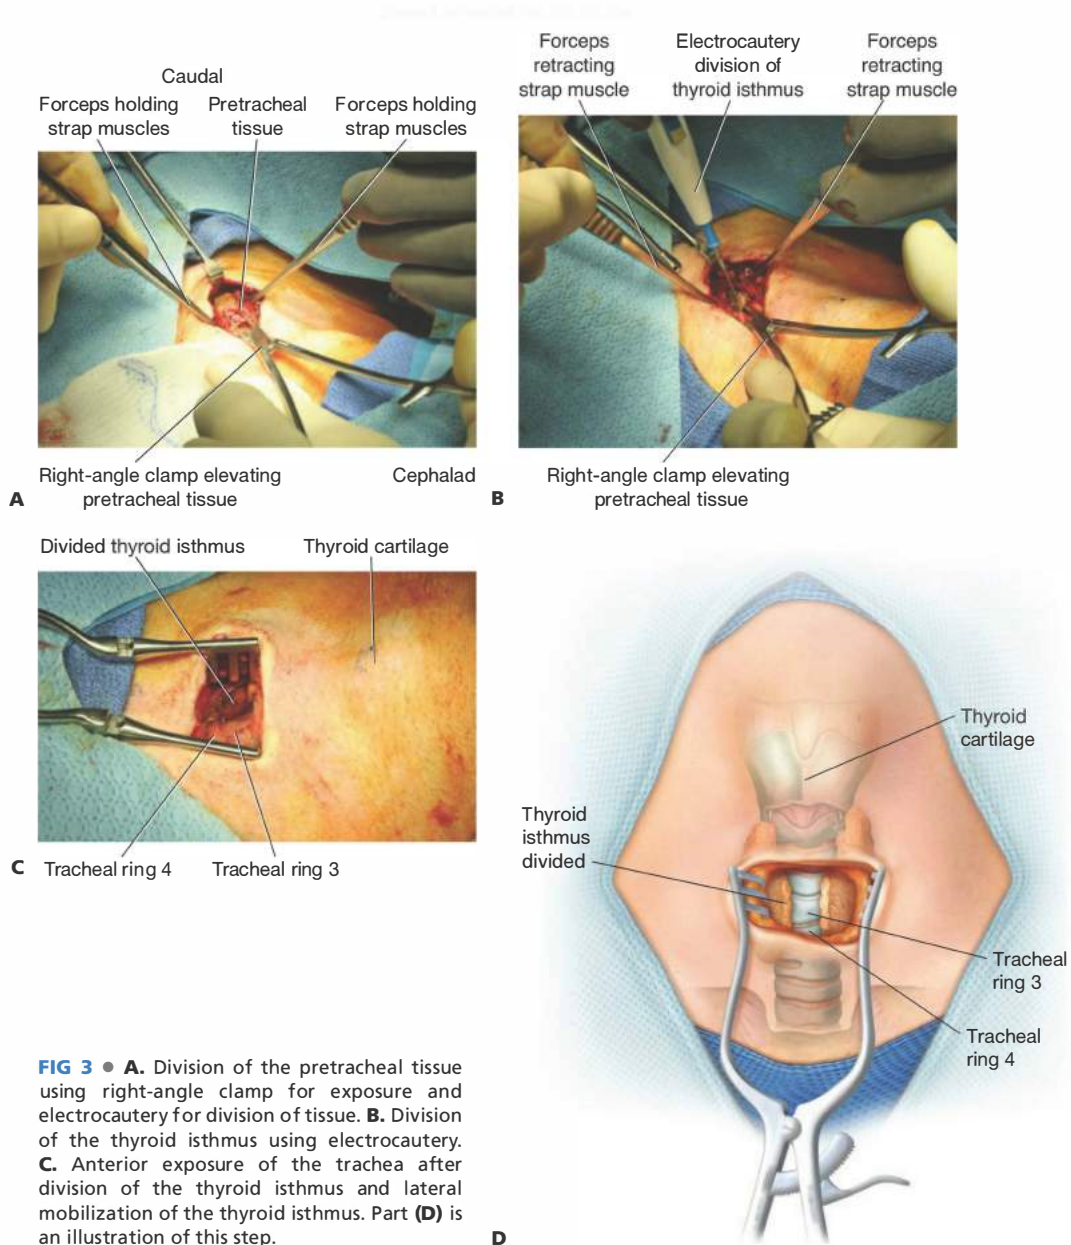 Caudal
Forceps holding
strap muscles
Pretracheal
tissue
Forceps holding
strap muscles
Right-angle clamp elevating
pretracheal tissue
Cephalad
A
Forceps
retracting
strap muscle
Electrocautery
division of
thyroid isthmus
Forceps
retracting
strap muscle
Right-angle clamp elevating
pretracheal tissue
B
Divided thyroid isthmus
Thyroid cartilage
Tracheal ring 4
Tracheal ring 3
C
Thyroid
cartilage
Thyroid
isthmus
divided
Tracheal
ring 3
Tracheal
ring 4
D
FIG 3 ● A. Division of the pretracheal tissue
using right-angle clamp for exposure and
electrocautery for division of tissue. B. Division
of the thyroid isthmus using electrocautery.
C. Anterior exposure of the trachea after
division of the thyroid isthmus and lateral
mobilization of the thyroid isthmus. Part (D) is
an illustration of this step.